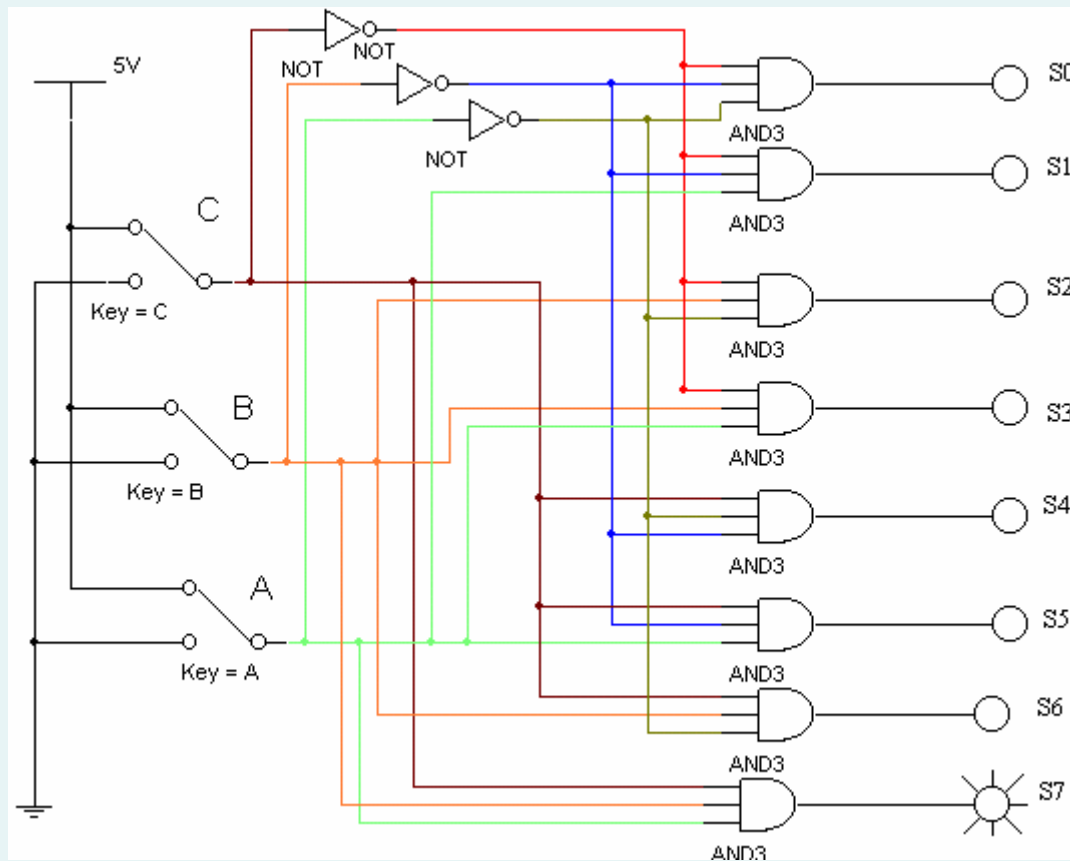 5V
NOT
NOT
NOT
S0
AND3
S1
AND3
C
Key = C
S2
AND3
B
Key = B
S3
AND3
S4
AND3
A
Key = A
S5
AND3
S6
AND3
S7
AND3